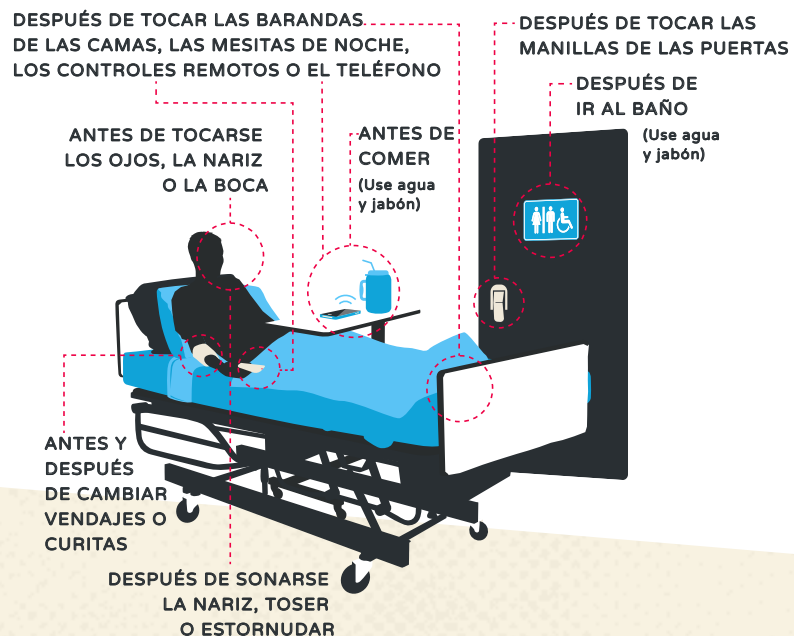 DESPUÉS DE TOCAR LAS BARANDAS
DE LAS CAMAS, LAS MESITAS DE NOCHE,
LOS CONTROLES REMOTOS O EL TELÉFONO
DESPUÉS DE TOCAR LAS
MANILLAS DE LAS PUERTAS
DESPUÉS DE
IR AL BAÑO
(Use agua
y jabón)
ANTES DE TOCARSE
LOS OJOS, LA NARIZ
O LA BOCA
ANTES DE
COMER
(Use agua
y jabón)
ANTES Y
DESPUÉS
DE CAMBIAR
VENDAJES O
CURITAS
DESPUÉS DE SONARSE
LA NARIZ, TOSER
O ESTORNUDAR